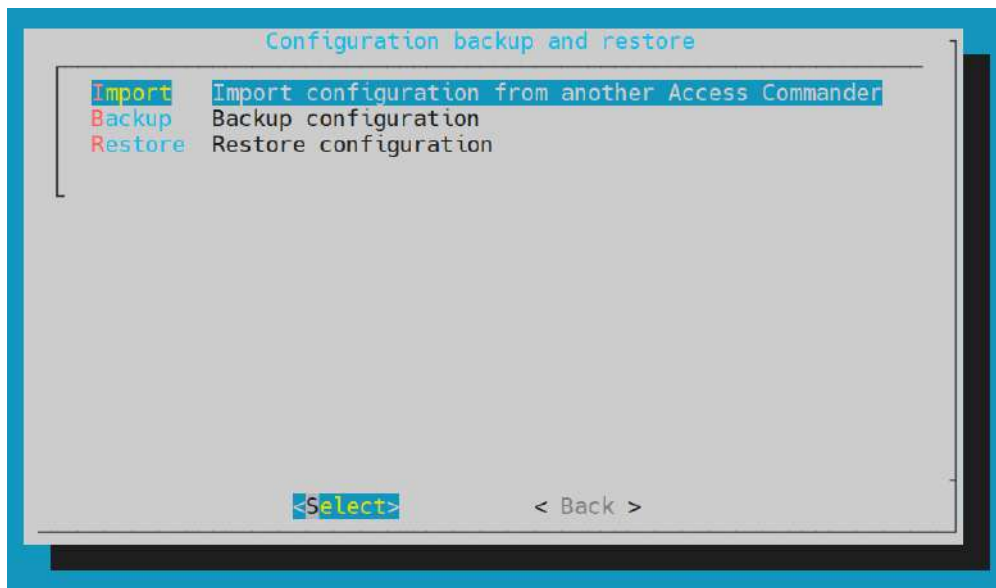 Configuration backup and restore
Import Import configuration from another Access Commander
Backup Backup configuration
Restore Restore configuration
<Select> < Back >